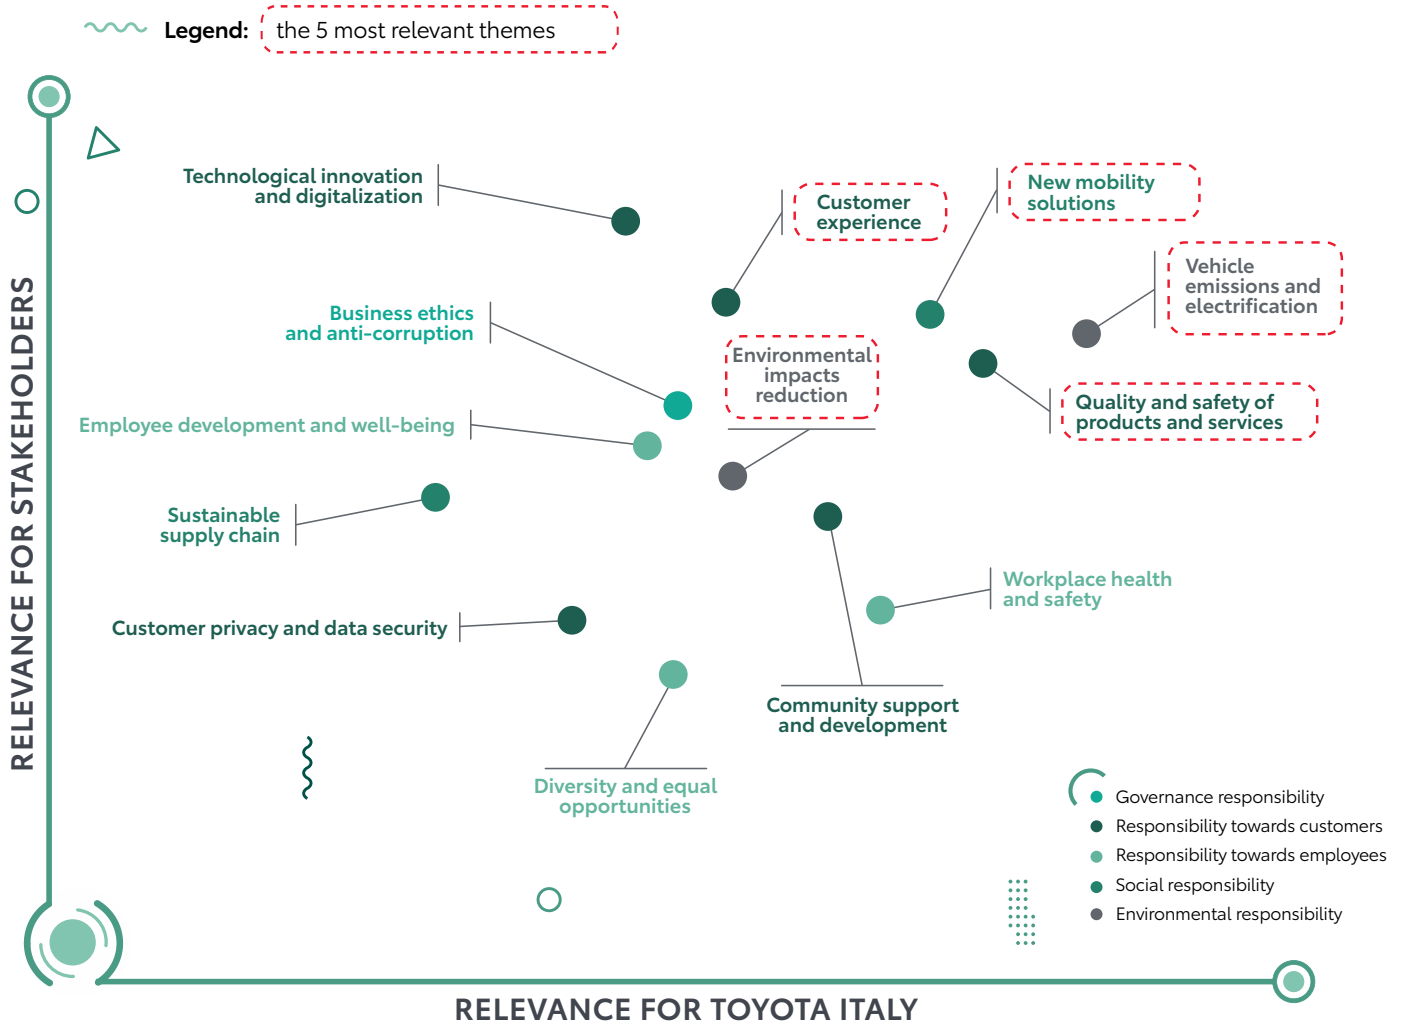 Legend: the 5 most relevant themes
Technological innovation
and digitalization
Customer
experience
New mobility
solutions
Vehicle
emissions and
electrification
Business ethics
and anti-corruption
Environmental
impacts
reduction
Quality and safety of
products and services
Employee development and well-being
Sustainable
supply chain
Workplace health
and safety
Customer privacy and data security
Community support
and development
Diversity and equal
opportunities
Governance responsibility
Responsibility towards customers
Responsibility towards employees
Social responsibility
Environmental responsibility
RELEVANCE FOR STAKEHOLDERS
RELEVANCE FOR TOYOTA ITALY